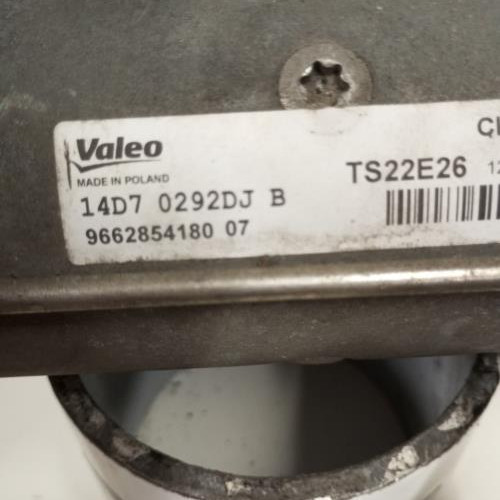 Valeo
MADE IN POLAND
14D7 0292DJ B
9662854180 07
TS22E26